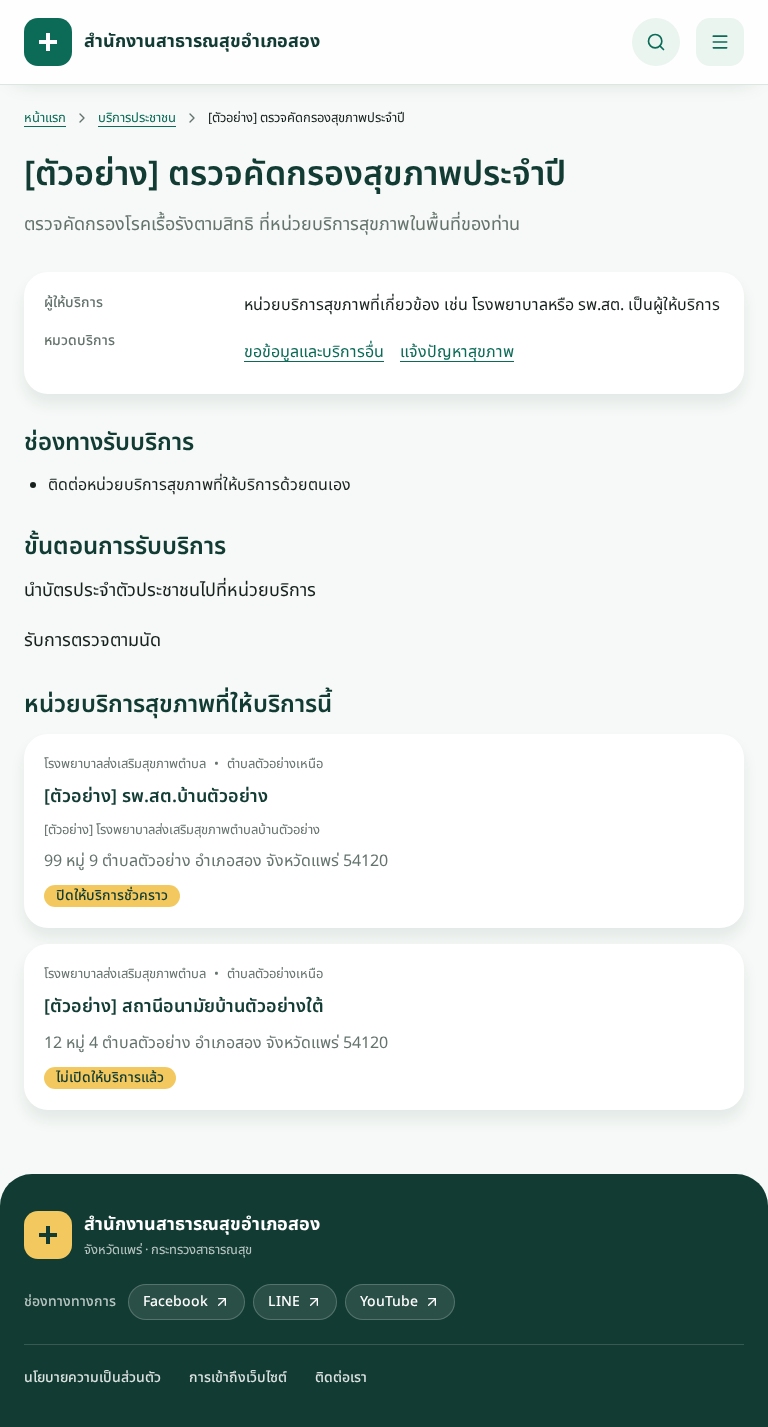 สำนักงานสาธารณสุขอำเภอสอง
หน้าแรก บริการประชาชน [ตัวอย่าง] ตรวจคัดกรองสุขภาพประจำปี
[ตัวอย่าง] ตรวจคัดกรองสุขภาพประจำปี
ตรวจคัดกรองโรคเรื้อรังตามสิทธิ ที่หน่วยบริการสุขภาพในพื้นที่ของท่าน
ผู้ให้บริการ หน่วยบริการสุขภาพที่เกี่ยวข้อง เช่น โรงพยาบาลหรือ รพ.สต. เป็นผู้ให้บริการ
หมวดบริการ ขอข้อมูลและบริการอื่น แจ้งปัญหาสุขภาพ
ช่องทางรับบริการ
• ติดต่อหน่วยบริการสุขภาพที่ให้บริการด้วยตนเอง
ขั้นตอนการรับบริการ
นำบัตรประจำตัวประชาชนไปที่หน่วยบริการ
รับการตรวจตามนัด
หน่วยบริการสุขภาพที่ให้บริการนี้
โรงพยาบาลส่งเสริมสุขภาพตำบล • ตำบลตัวอย่างเหนือ
[ตัวอย่าง] รพ.สต.บ้านตัวอย่าง
[ตัวอย่าง] โรงพยาบาลส่งเสริมสุขภาพตำบลบ้านตัวอย่าง
99 หมู่ 9 ตำบลตัวอย่าง อำเภอสอง จังหวัดแพร่ 54120
ปิดให้บริการชั่วคราว
โรงพยาบาลส่งเสริมสุขภาพตำบล • ตำบลตัวอย่างเหนือ
[ตัวอย่าง] สถานีอนามัยบ้านตัวอย่างใต้
12 หมู่ 4 ตำบลตัวอย่าง อำเภอสอง จังหวัดแพร่ 54120
ไม่เปิดให้บริการแล้ว
สำนักงานสาธารณสุขอำเภอสอง
จังหวัดแพร่ · กระทรวงสาธารณสุข
ช่องทางทางการ Facebook LINE YouTube
นโยบายความเป็นส่วนตัว การเข้าถึงเว็บไซต์ ติดต่อเรา